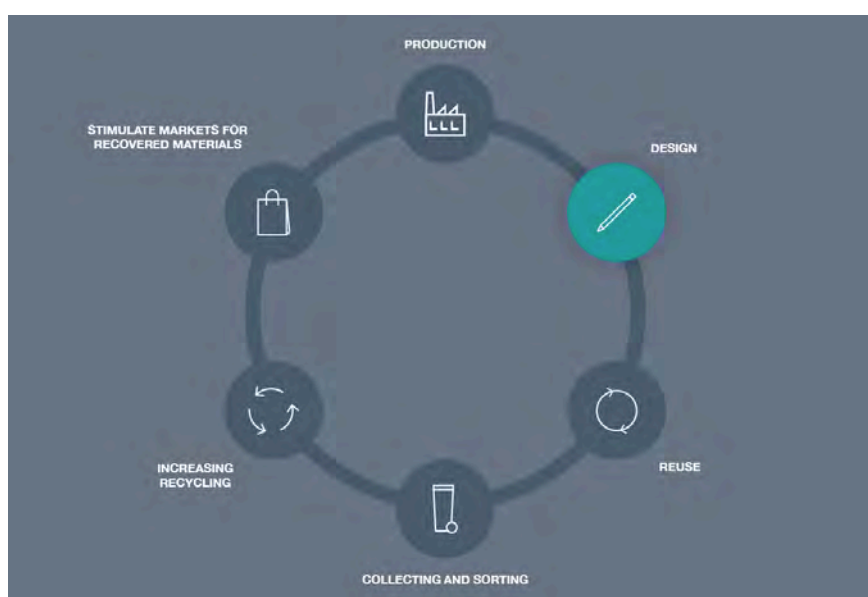 PRODUCTION
DESIGN
REUSE
COLLECTING AND SORTING
INCREASING
RECYCLING
STIMULATE MARKETS FOR
RECOVERED MATERIALS